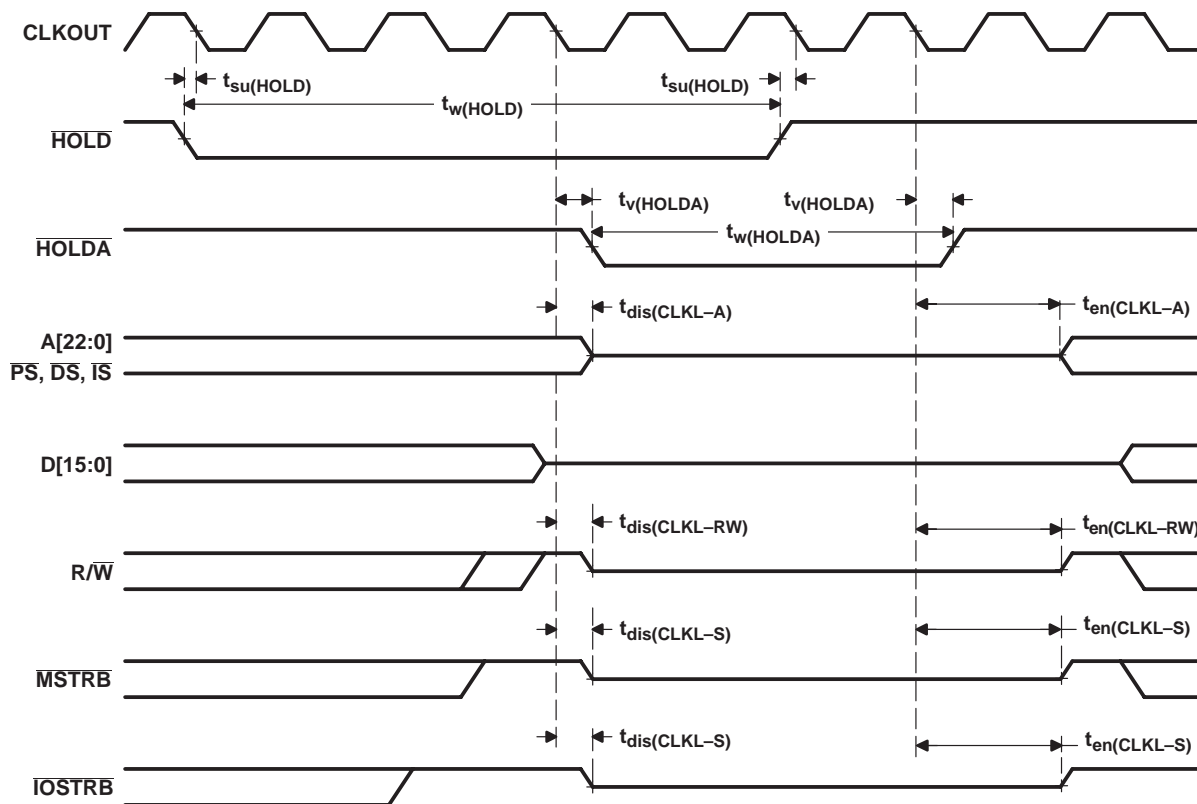 CLKOUT
tsu(HOLD)
tsu(HOLD)
tw(HOLD)
HOLD
tv(HOLDA)
tv(HOLDA)
tw(HOLDA)
HOLDA
tdis(CLKL–A)
ten(CLKL–A)
A[22:0]
PS, DS, IS
D[15:0]
tdis(CLKL–RW)
ten(CLKL–RW)
R/W
tdis(CLKL–S)
ten(CLKL–S)
MSTRB
tdis(CLKL–S)
ten(CLKL–S)
IOSTRB